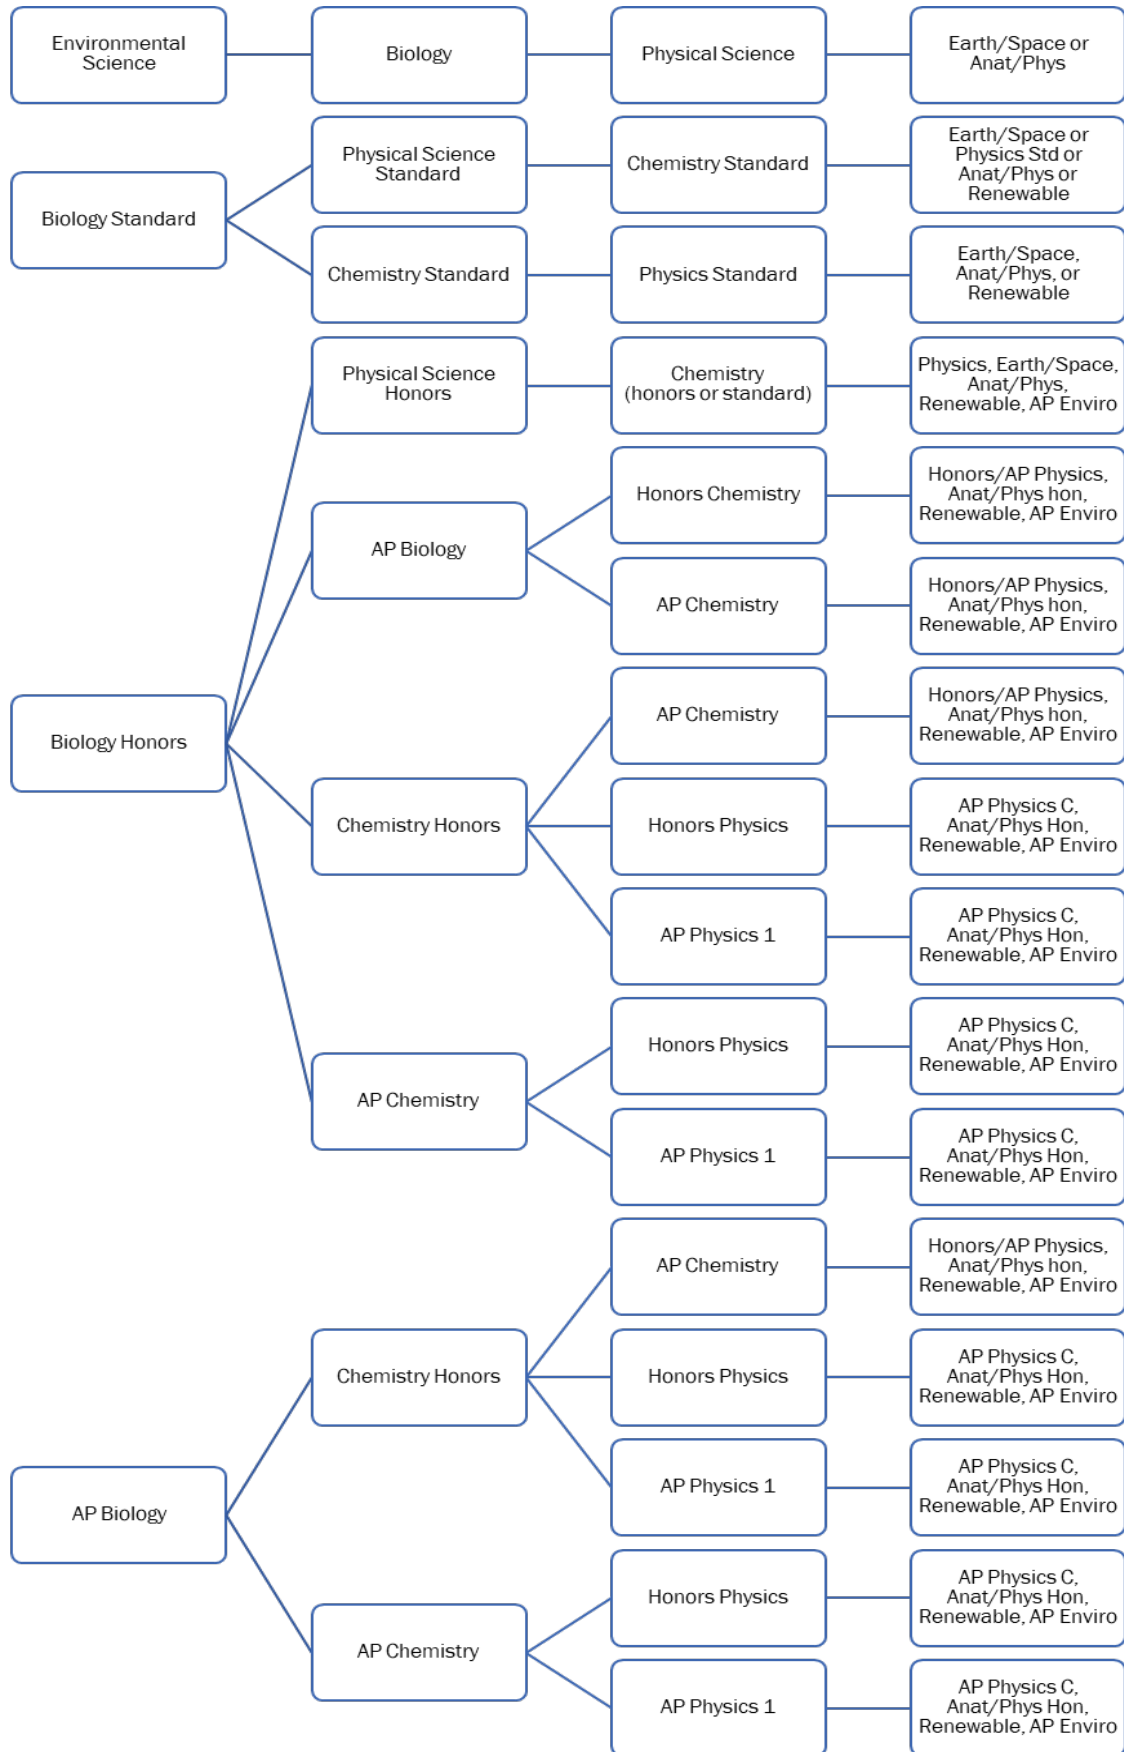 Environmental
Science
Biology
Physical Science
Earth/Space or
Anat/Phys
Biology Standard
Physical Science
Standard
Chemistry Standard
Earth/Space or
Physics Std or
Anat/Phys or
Renewable
Chemistry Standard
Physics Standard
Earth/Space,
Anat/Phys, or
Renewable
Biology Honors
Physical Science
Honors
Chemistry
(honors or standard)
Physics, Earth/Space,
Anat/Phys,
Renewable, AP Enviro
AP Biology
Honors Chemistry
Honors/AP Physics,
Anat/Phys hon,
Renewable, AP Enviro
AP Chemistry
Honors/AP Physics,
Anat/Phys hon,
Renewable, AP Enviro
Chemistry Honors
AP Chemistry
Honors/AP Physics,
Anat/Phys hon,
Renewable, AP Enviro
Honors Physics
AP Physics C,
Anat/Phys Hon,
Renewable, AP Enviro
AP Physics 1
AP Physics C,
Anat/Phys Hon,
Renewable, AP Enviro
AP Chemistry
Honors Physics
AP Physics C,
Anat/Phys Hon,
Renewable, AP Enviro
AP Physics 1
AP Physics C,
Anat/Phys Hon,
Renewable, AP Enviro
AP Biology
Chemistry Honors
AP Chemistry
Honors/AP Physics,
Anat/Phys hon,
Renewable, AP Enviro
Honors Physics
AP Physics C,
Anat/Phys Hon,
Renewable, AP Enviro
AP Physics 1
AP Physics C,
Anat/Phys Hon,
Renewable, AP Enviro
AP Chemistry
Honors Physics
AP Physics C,
Anat/Phys Hon,
Renewable, AP Enviro
AP Physics 1
AP Physics C,
Anat/Phys Hon,
Renewable, AP Enviro